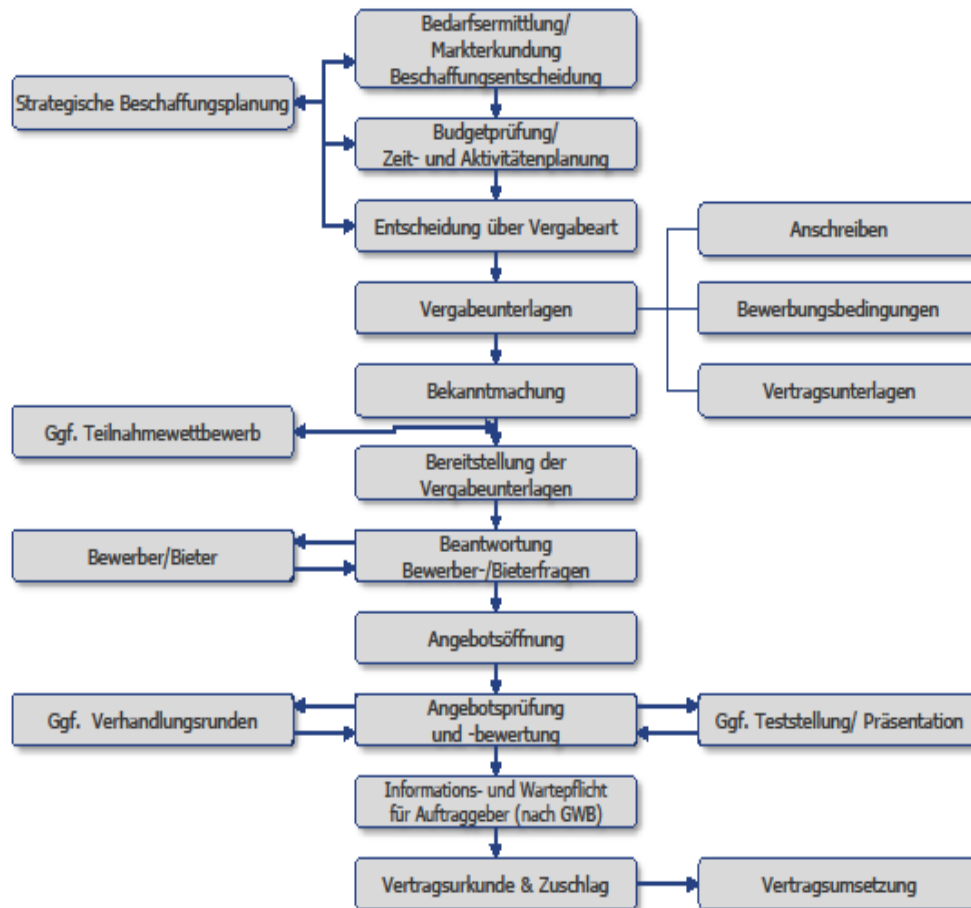 Bedarfsermittlung/
Markterkundung
Beschaffungsentscheidung
Strategische Beschaffungsplanung
Budgetprüfung/
Zeit- und Aktivitätenplanung
Entscheidung über Vergabeart
Anschreiben
Vergabeunterlagen
Bewerbungsbedingungen
Bekanntmachung
Vertragsunterlagen
Ggf. Teilnahmewettbewerb
Bereitstellung der
Vergabeunterlagen
Bewerber/Bieter
Beantwortung
Bewerber-/Bieterfragen
Angebotsöffnung
Ggf. Verhandlungsrunden
Angebotsprüfung
und -bewertung
Ggf. Teststellung/ Präsentation
Informations- und Wartepflicht
für Auftraggeber (nach GWB)
Vertragsurkunde & Zuschlag
Vertragsumsetzung